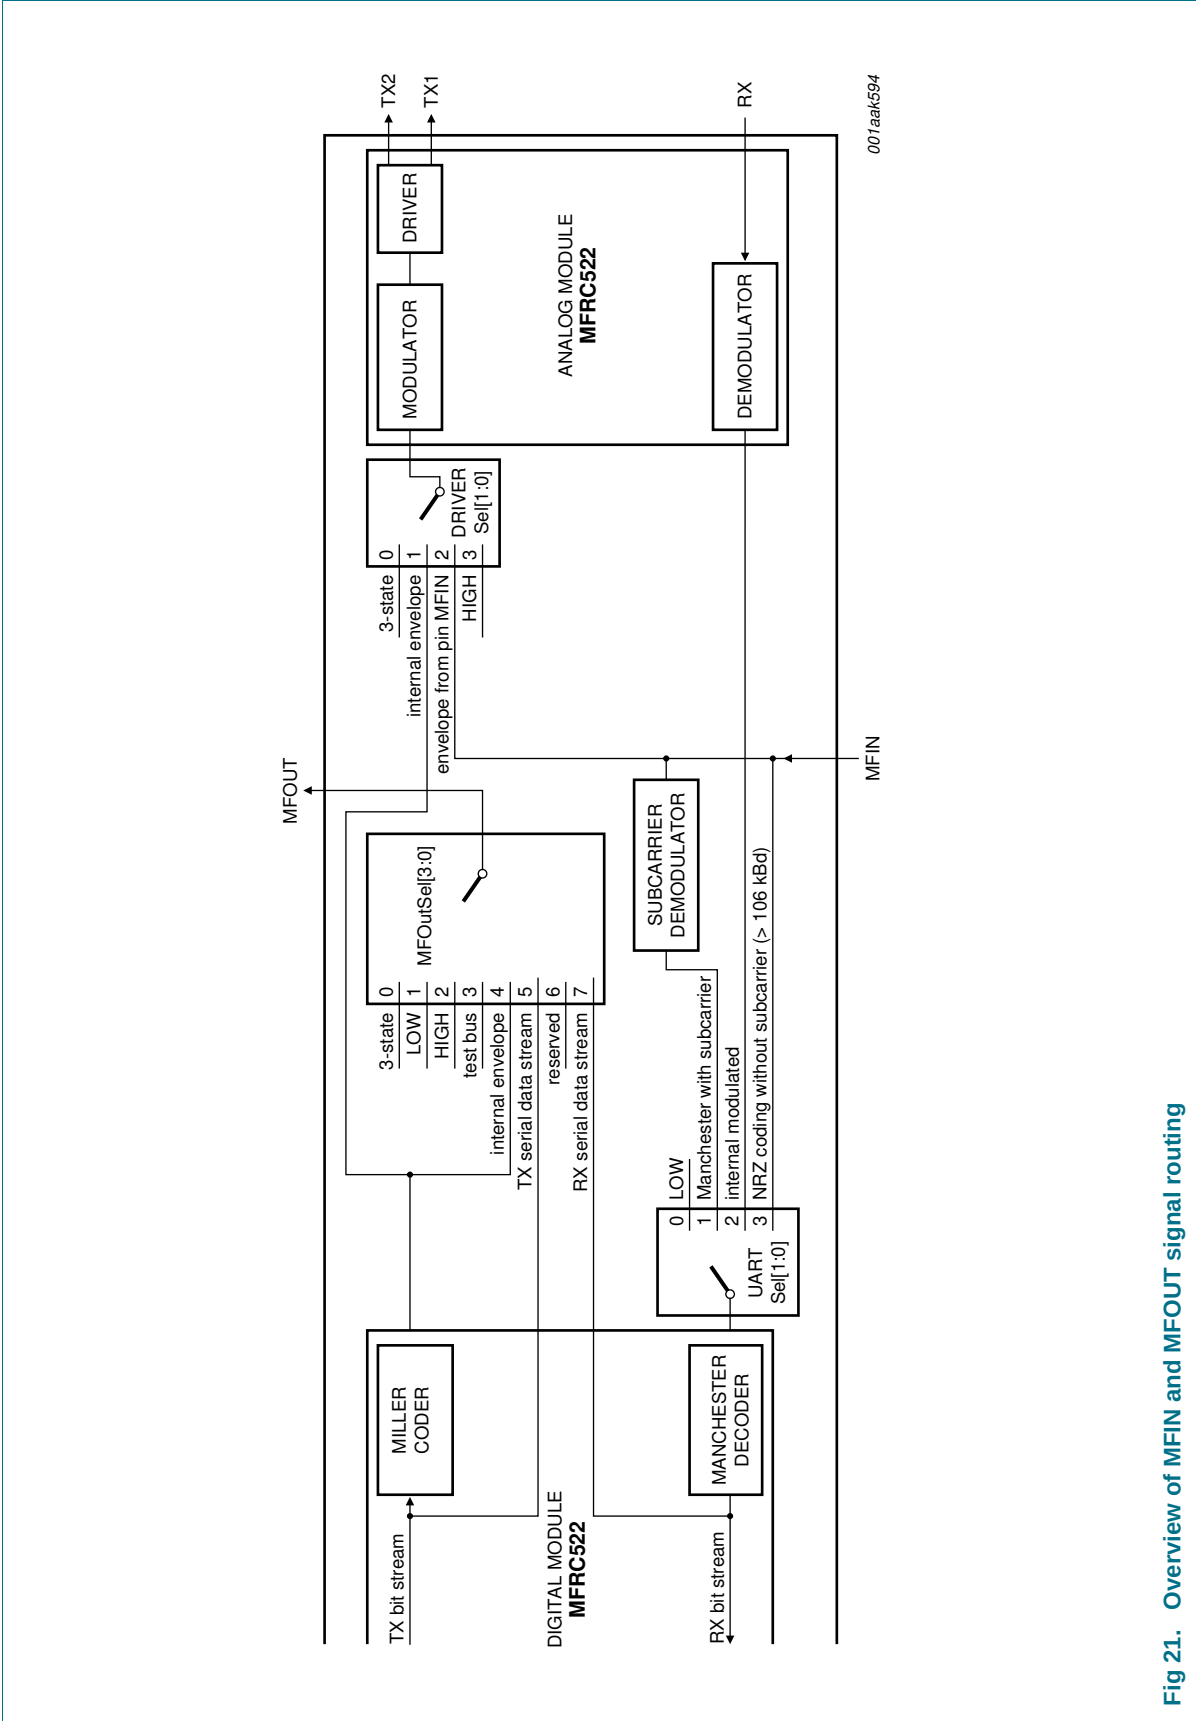 TX bit stream
MILLER
CODER
DIGITAL MODULE
MFRC522
RX bit stream
MANCHESTER
DECODER
3-state 0
LOW 1
HIGH 2
test bus 3
internal envelope 4
TX serial data stream 5
reserved 6
RX serial data stream 7
MFOutSel[3:0]
MFOUT
0 LOW
1 Manchester with subcarrier
2 internal modulated
3 NRZ coding without subcarrier (> 106 kBd)
UART
Sel[1:0]
SUBCARRIER
DEMODULATOR
MFIN
3-state 0
internal envelope 1
envelope from pin MFIN 2
HIGH 3
DRIVER
Sel[1:0]
MODULATOR
DRIVER
TX2
TX1
ANALOG MODULE
MFRC522
DEMODULATOR
RX
001aak594
Fig 21. Overview of MFIN and MFOUT signal routing